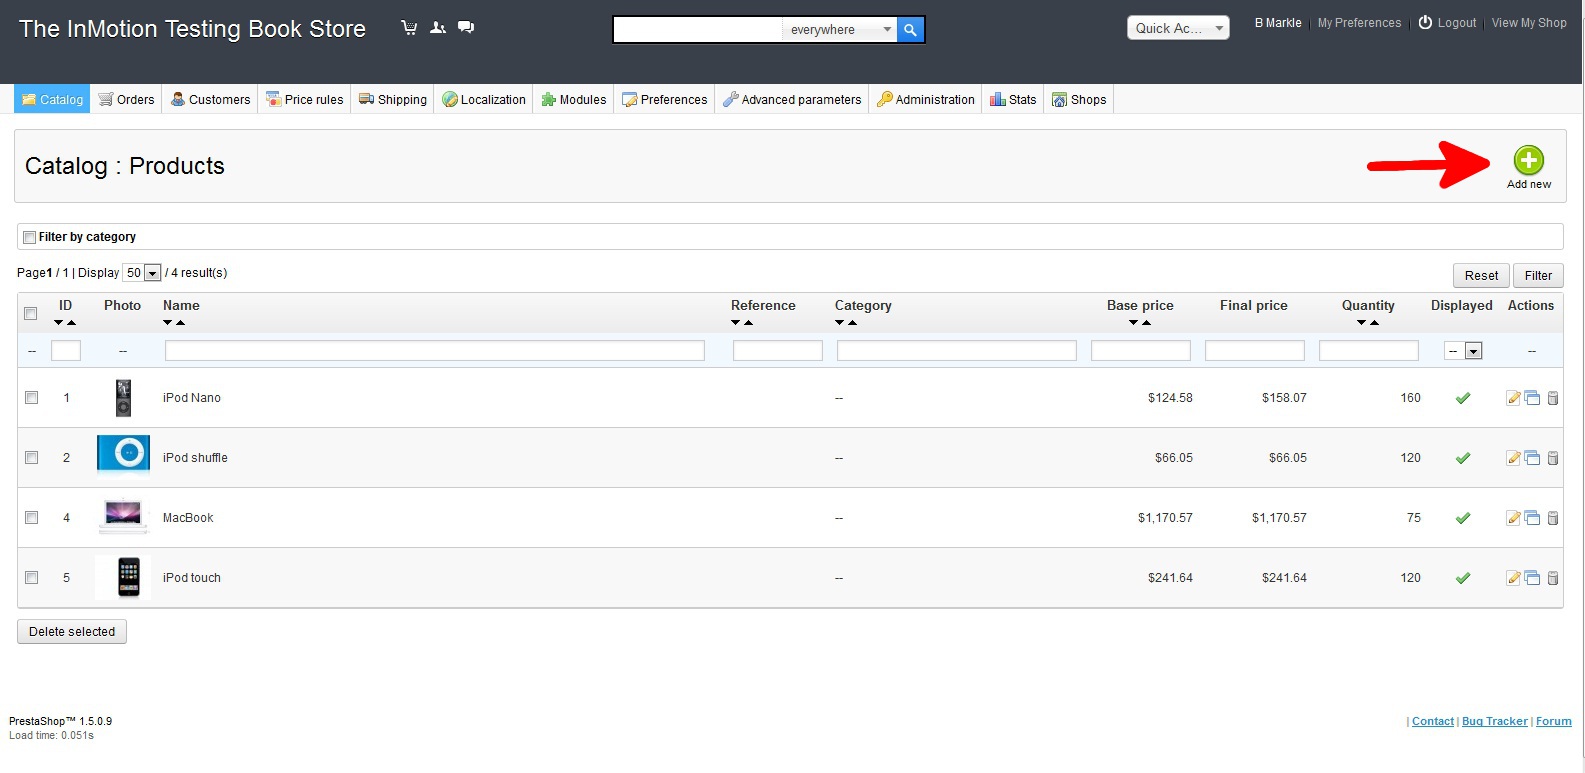 The InMotion Testing Book Store
everywhere
Quick Ac...
B Markle | My Preferences | Logout | View My Shop
Catalog Orders Customers Price rules Shipping Localization Modules Preferences Advanced parameters Administration Stats Shops
Catalog : Products
Add new
Filter by category
Page1 / 1 | Display 50 / 4 result(s)
Reset Filter
ID Photo Name Reference Category Base price Final price Quantity Displayed Actions
-- -- -- --
1 iPod Nano -- $124.58 $158.07 160
2 iPod shuffle -- $66.05 $66.05 120
4 MacBook -- $1,170.57 $1,170.57 75
5 iPod touch -- $241.64 $241.64 120
Delete selected
PrestaShop™ 1.5.0.9
Load time: 0.051s
| Contact | Bug Tracker | Forum